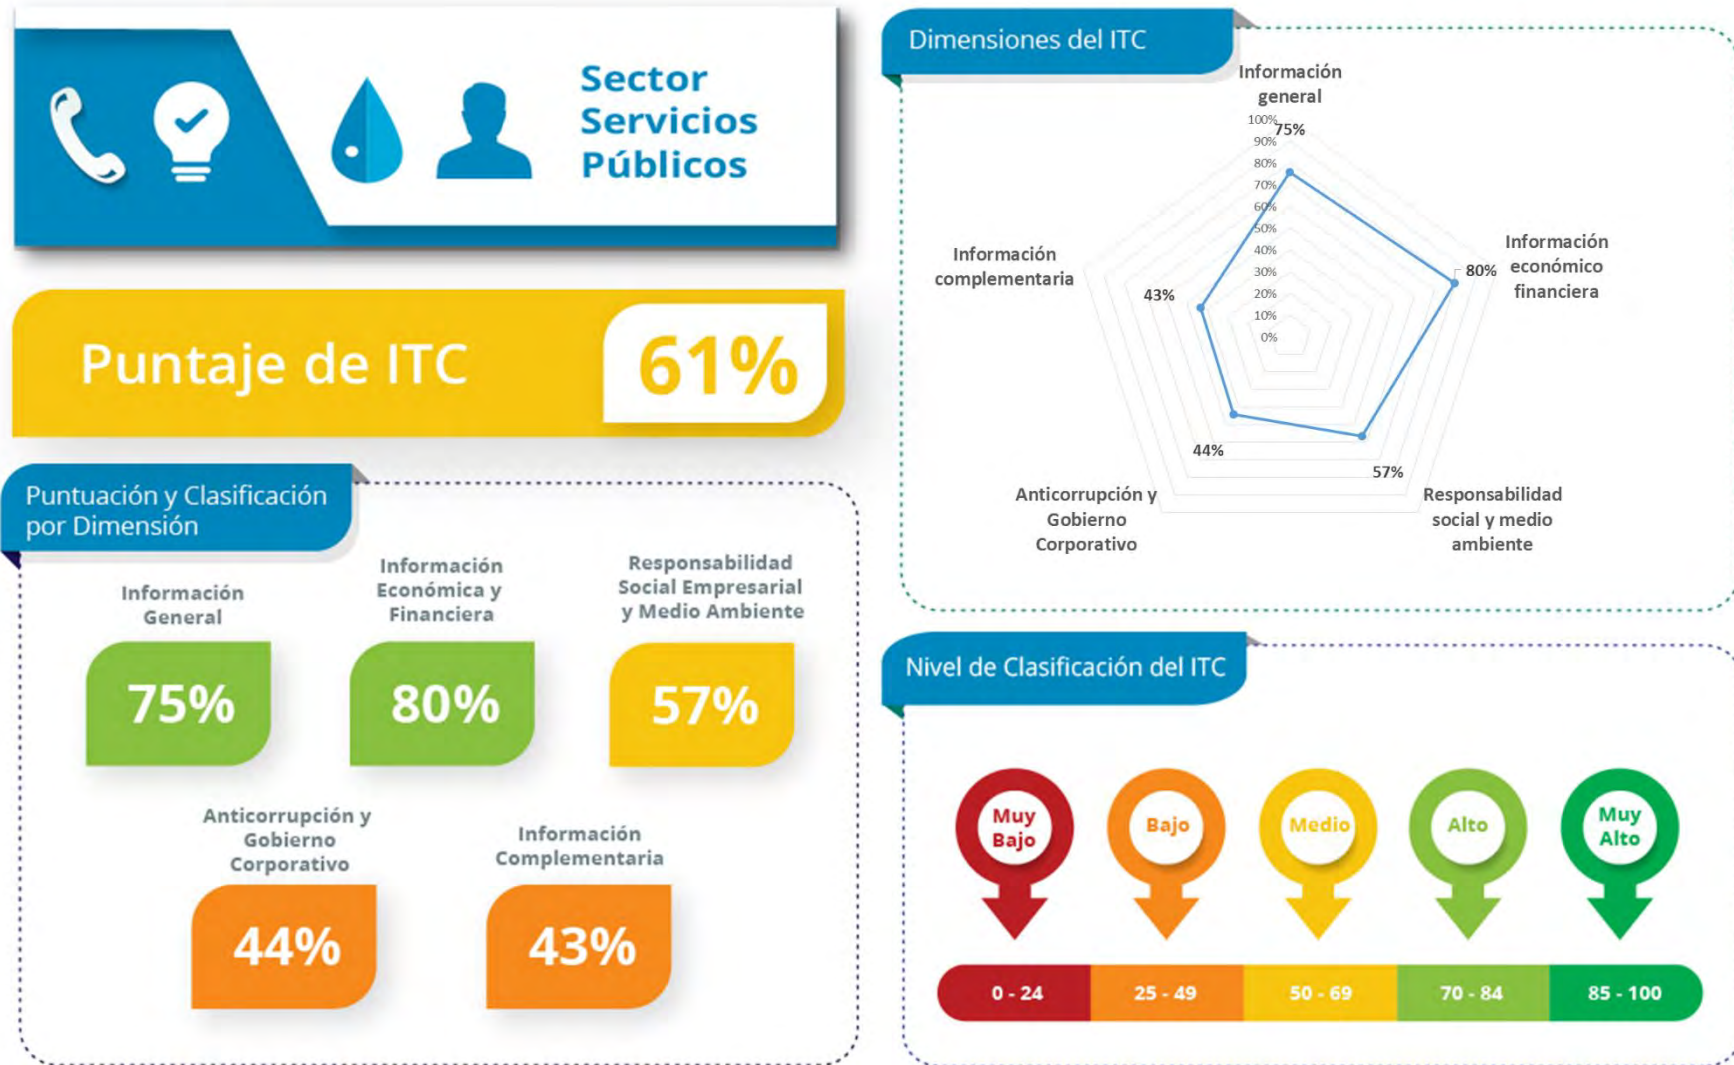 Sector
Servicios
Públicos
Puntaje de ITC
61%
Puntuación y Clasificación
por Dimensión
Información
General
75%
Información
Económica y
Financiera
80%
Responsabilidad
Social Empresarial
y Medio Ambiente
57%
Anticorrupción y
Gobierno
Corporativo
44%
Información
Complementaria
43%
Dimensiones del ITC
Información
general
75%
100%
90%
80%
70%
60%
50%
40%
30%
20%
10%
0%
Información
económico
financiera
80%
Responsabilidad
social y medio
ambiente
57%
Anticorrupción y
Gobierno
Corporativo
44%
Información
complementaria
43%
Nivel de Clasificación del ITC
Muy
Bajo
Bajo
Medio
Alto
Muy
Alto
0 - 24
25 - 49
50 - 69
70 - 84
85 - 100